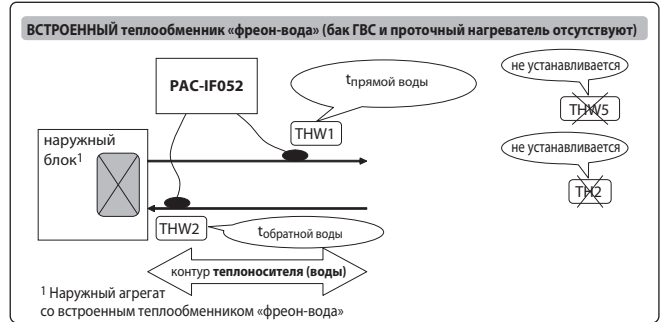 ВСТРОЕННЫЙ теплообменник «фреон-вода» (бак ГВС и проточный нагреватель отсутствуют)
PAC-IF052
tпрямой воды
не устанавливается
THW5
THW1
наружный
блок1
не устанавливается
TH2
THW2
tобратной воды
контур теплоносителя (воды)
1 Наружный агрегат
со встроенным теплообменником «фреон-вода»